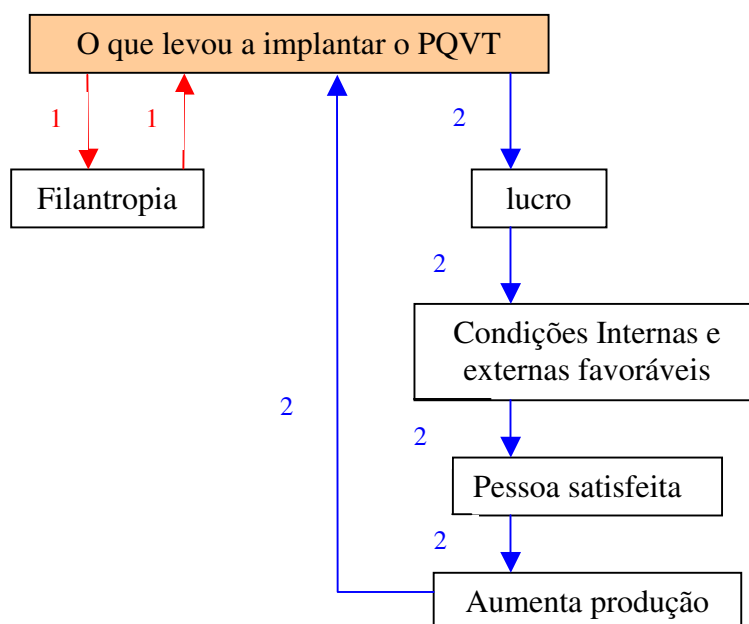 O que levou a implantar o PQVT
1
1
2
Filantropia
lucro
2
Condições Internas e
externas favoráveis
2
2
Pessoa satisfeita
2
Aumenta produção